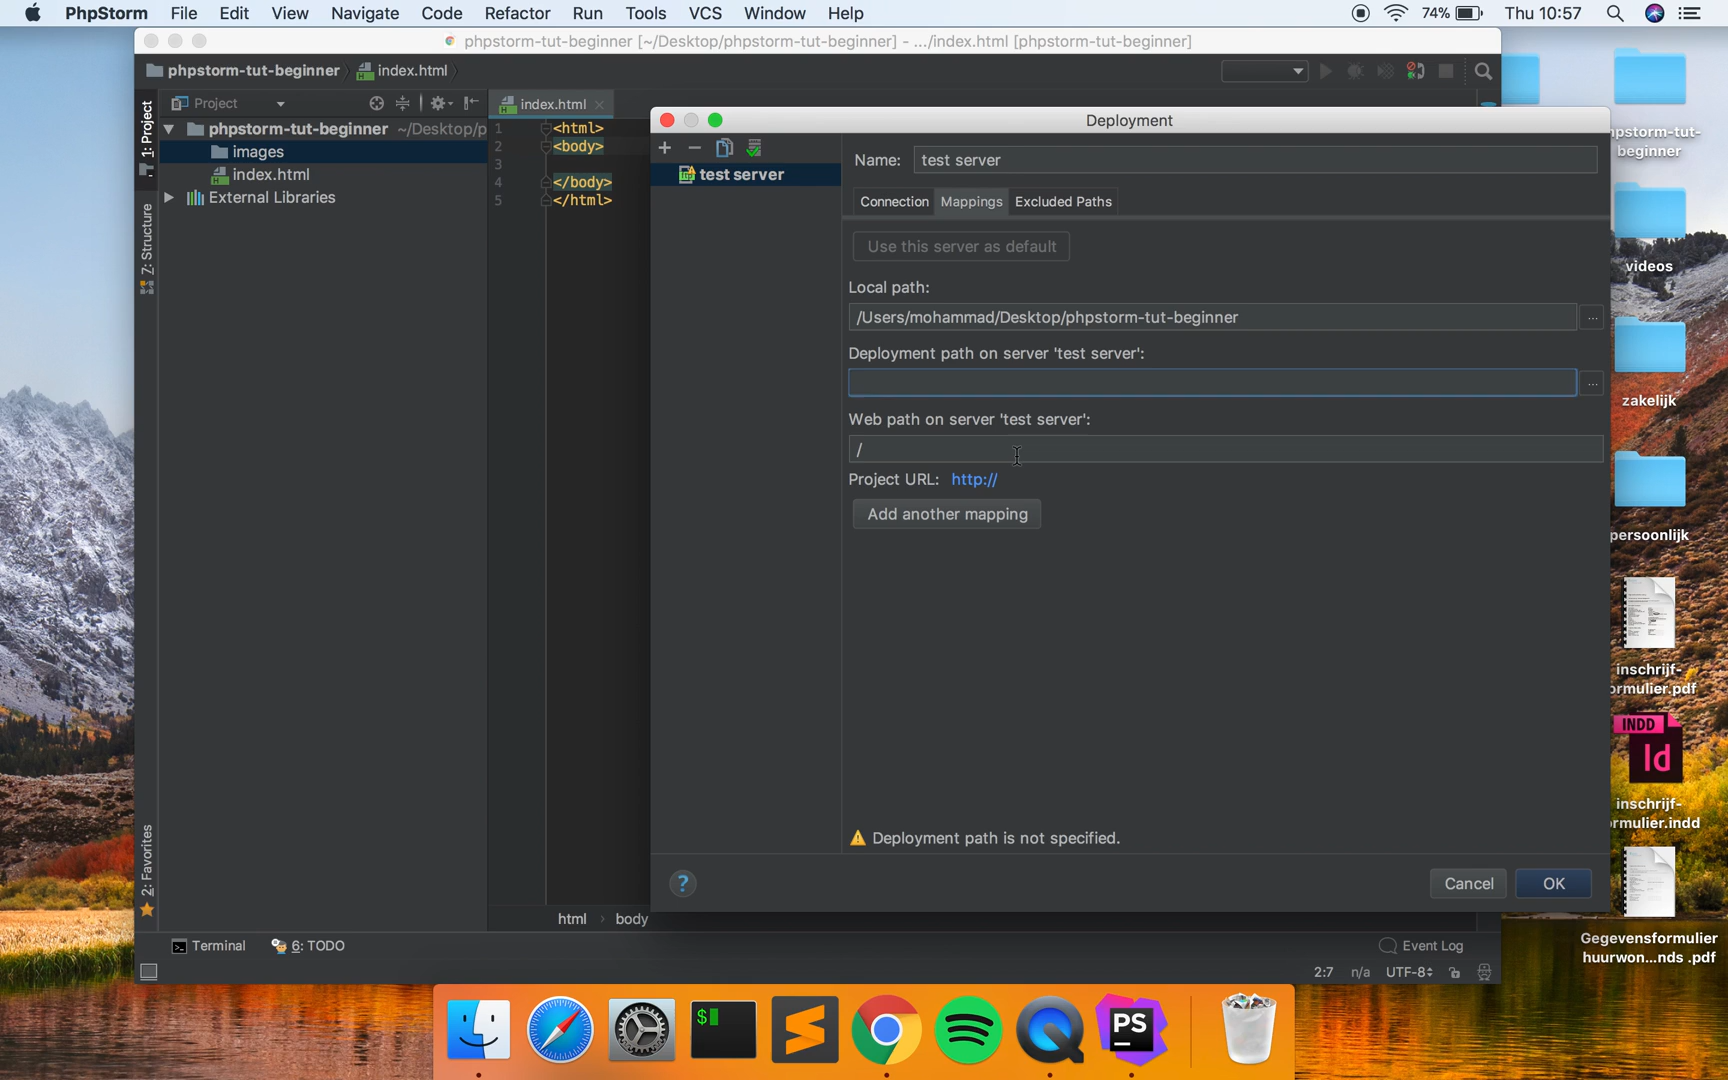 PhpStorm File Edit View Navigate Code Refactor Run Tools VCS Window Help 74% Thu 10:57
phpstorm-tut-beginner [~/Desktop/phpstorm-tut-beginner] - .../index.html [phpstorm-tut-beginner]
phpstorm-tut-beginner index.html
1: Project
7: Structure
2: Favorites
Project
phpstorm-tut-beginner ~/Desktop/p
images
index.html
External Libraries
index.html
1 <html>
2 <body>
3
4 </body>
5 </html>
html › body
Deployment
test server
Name: test server
Connection Mappings Excluded Paths
Use this server as default
Local path:
/Users/mohammad/Desktop/phpstorm-tut-beginner
...
Deployment path on server 'test server':
...
Web path on server 'test server':
/
Project URL: http://
Add another mapping
Deployment path is not specified.
? Cancel OK
Terminal 6: TODO Event Log
2:7 n/a UTF-8
pstorm-tut-
beginner
videos
zakelijk
persoonlijk
inschrijf-
ormulier.pdf
INDD
Id
inschrijf-
rmulier.indd
Gegevensformulier
huurwon...nds .pdf
$
PS